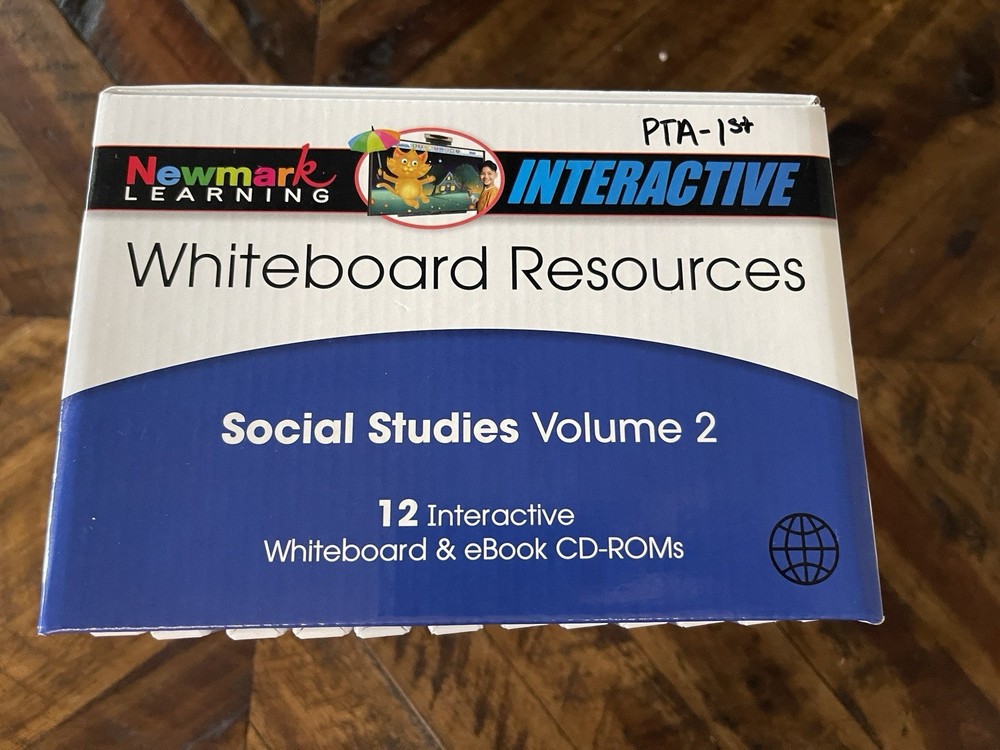 PTA-1st
Newmark
LEARNING
INTERACTIVE
Whiteboard Resources
Social Studies Volume 2
12 Interactive
Whiteboard & eBook CD-ROMs